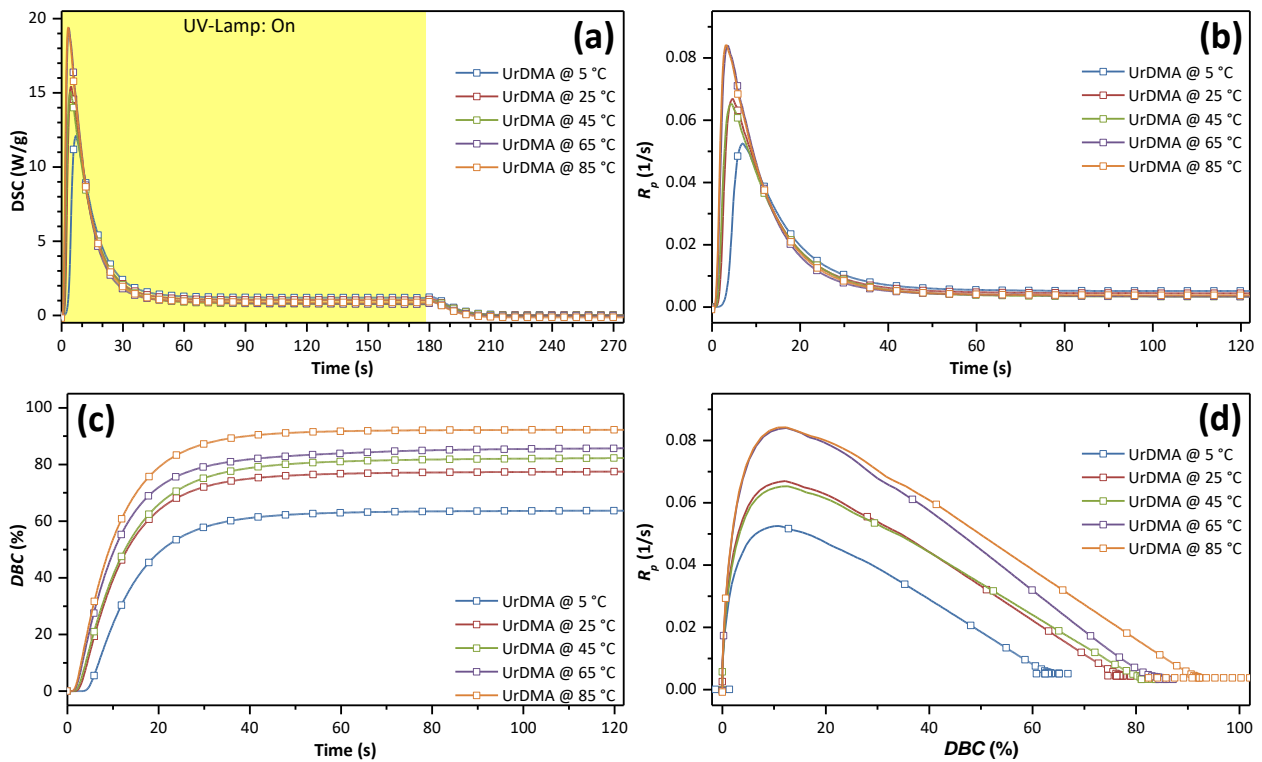 UV-Lamp: On
(a)
20
15
10
5
0
DSC (W/g)
UrDMA @ 5 °C
UrDMA @ 25 °C
UrDMA @ 45 °C
UrDMA @ 65 °C
UrDMA @ 85 °C
0 30 60 90 120 150 180 210 240 270
Time (s)
(b)
0.08
0.06
0.04
0.02
0.00
Rp (1/s)
UrDMA @ 5 °C
UrDMA @ 25 °C
UrDMA @ 45 °C
UrDMA @ 65 °C
UrDMA @ 85 °C
0 20 40 60 80 100 120
Time (s)
(c)
100
80
60
40
20
0
DBC (%)
UrDMA @ 5 °C
UrDMA @ 25 °C
UrDMA @ 45 °C
UrDMA @ 65 °C
UrDMA @ 85 °C
0 20 40 60 80 100 120
Time (s)
(d)
0.08
0.06
0.04
0.02
0.00
Rp (1/s)
UrDMA @ 5 °C
UrDMA @ 25 °C
UrDMA @ 45 °C
UrDMA @ 65 °C
UrDMA @ 85 °C
0 20 40 60 80 100
DBC (%)